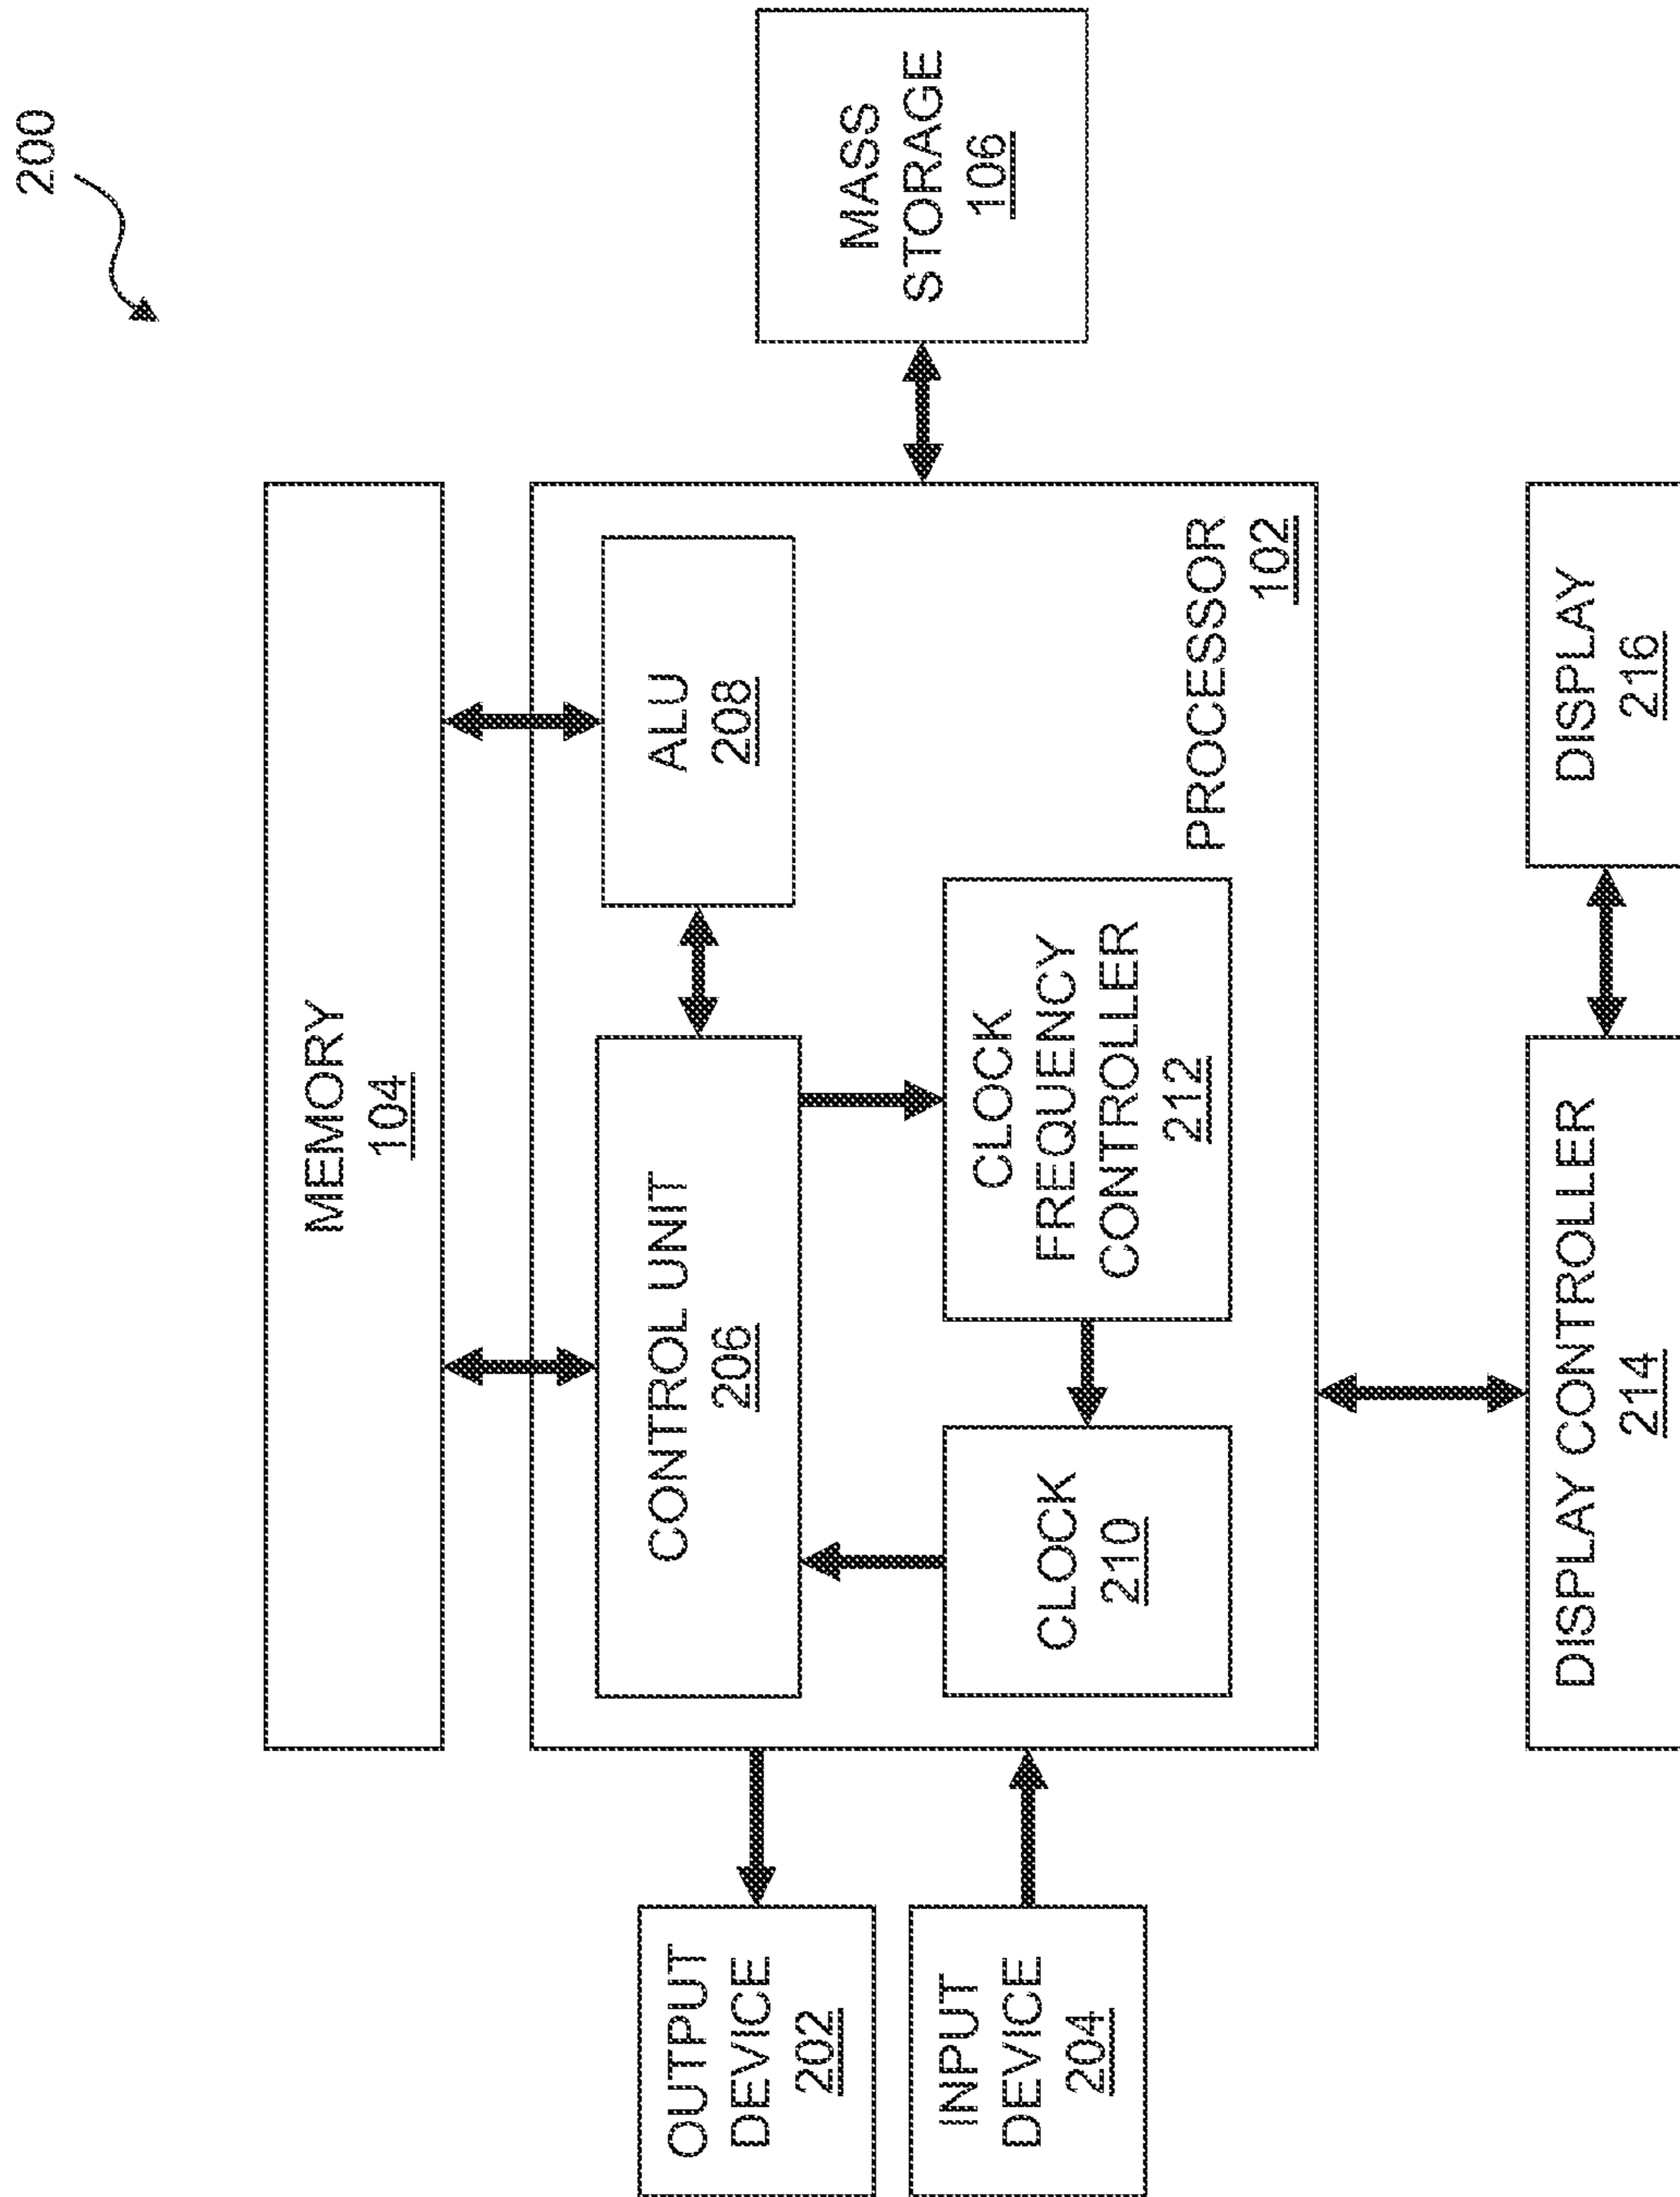 200
MEMORY
104
OUTPUT
DEVICE
202
INPUT
DEVICE
204
CONTROL UNIT
206
ALU
208
CLOCK
210
CLOCK
FREQUENCY
CONTROLLER
212
PROCESSOR
102
MASS
STORAGE
106
DISPLAY CONTROLLER
214
DISPLAY
216